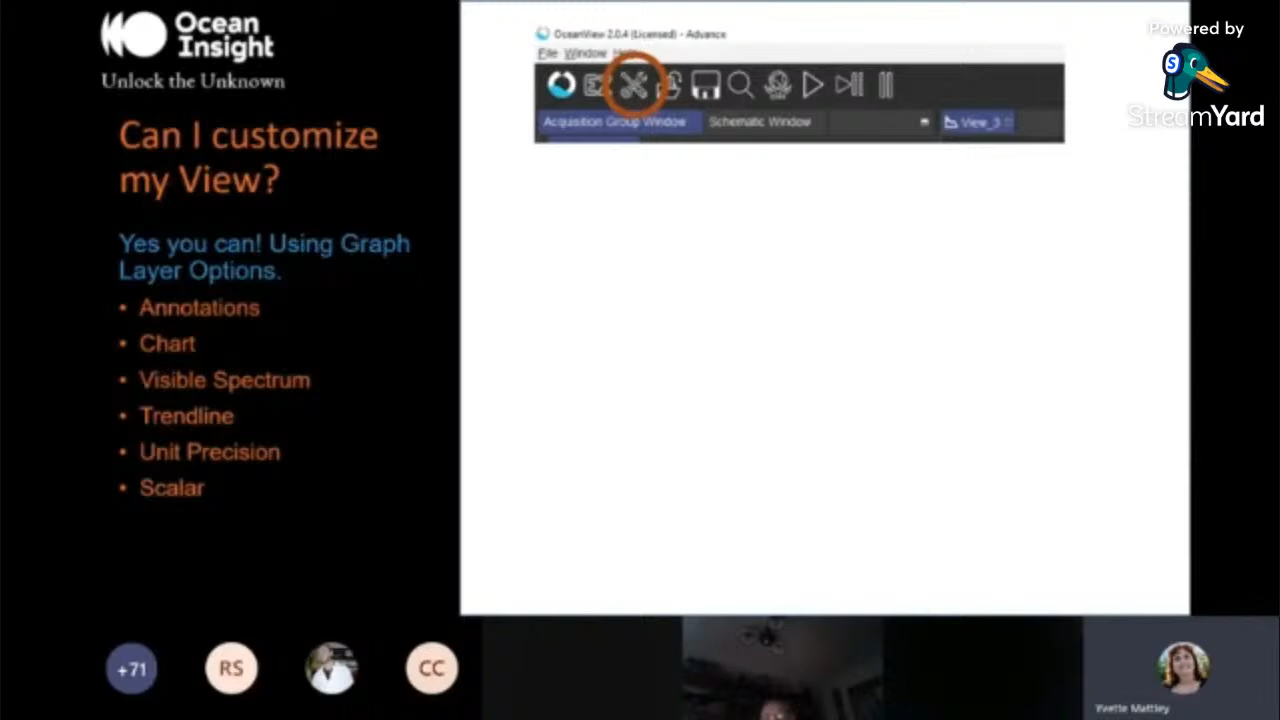 Ocean
Insight
Unlock the Unknown
Can I customize
my View?
Yes you can! Using Graph
Layer Options.
• Annotations
• Chart
• Visible Spectrum
• Trendline
• Unit Precision
• Scalar
OceanView 2.0.4 (Licensed) - Advance
File Window
Acquisition Group Window
Schematic Window
View_3
Powered by
StreamYard
+71
RS
CC
Yvette Mattley